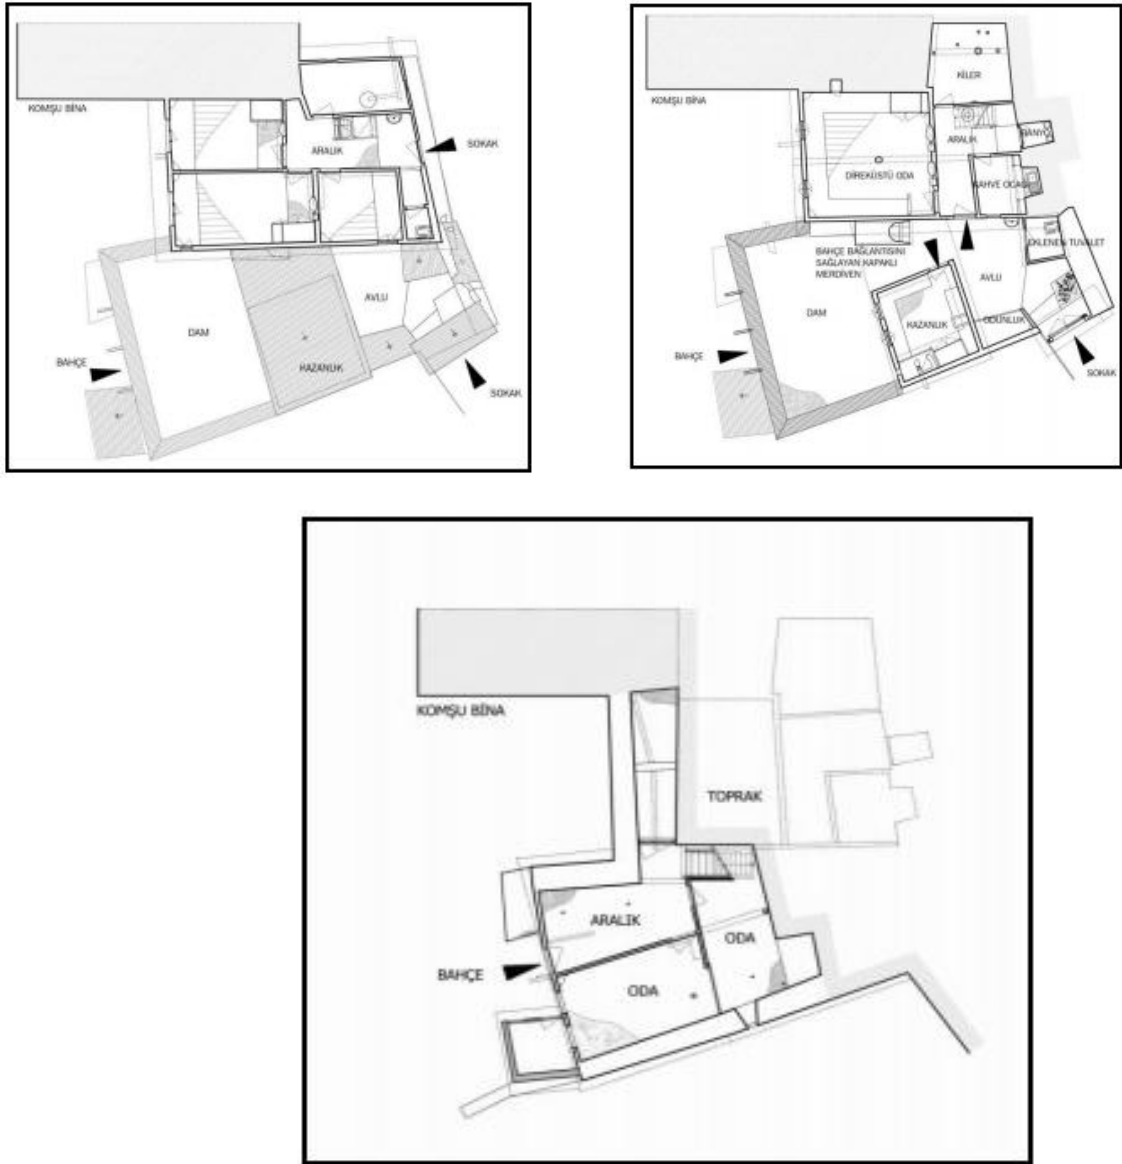 KOMŞU BİNA
ARALIK
SOKAK
AVLU
DAM
BAHÇE
KAZANLIK
SOKAK
KİLER
KOMŞU BİNA
BANYO
ARALIK
DİREKÜSTÜ ODA
KAHVE OCAĞI
EKLENEN TUVALET
BAHÇE BAĞLANTISINI
SAĞLAYAN KAPAKLI
MERDİVEN
AVLU
DAM
KAZANLIK
ODUNLUK
BAHÇE
SOKAK
KOMŞU BİNA
TOPRAK
ARALIK
ODA
BAHÇE
ODA